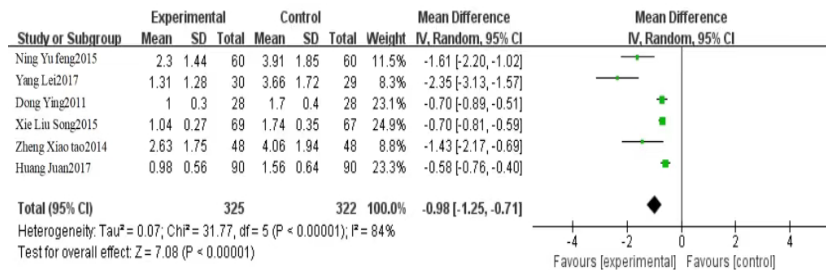 Experimental Control Mean Difference Mean Difference
Study or Subgroup Mean SD Total Mean SD Total Weight IV, Random, 95% CI IV, Random, 95% CI
Ning Yu feng2015 2.3 1.44 60 3.91 1.85 60 11.5% -1.61 [-2.20, -1.02]
Yang Lei2017 1.31 1.28 30 3.66 1.72 29 8.3% -2.35 [-3.13, -1.57]
Dong Ying2011 1 0.3 28 1.7 0.4 28 23.1% -0.70 [-0.89, -0.51]
Xie Liu Song2015 1.04 0.27 69 1.74 0.35 67 24.9% -0.70 [-0.81, -0.59]
Zheng Xiao tao2014 2.63 1.75 48 4.06 1.94 48 8.8% -1.43 [-2.17, -0.69]
Huang Juan2017 0.98 0.56 90 1.56 0.64 90 23.3% -0.58 [-0.76, -0.40]
Total (95% CI) 325 322 100.0% -0.98 [-1.25, -0.71]
Heterogeneity: Tau² = 0.07; Chi² = 31.77, df = 5 (P < 0.00001); I² = 84%
Test for overall effect: Z = 7.08 (P < 0.00001)
-4 -2 0 2 4
Favours [experimental] Favours [control]